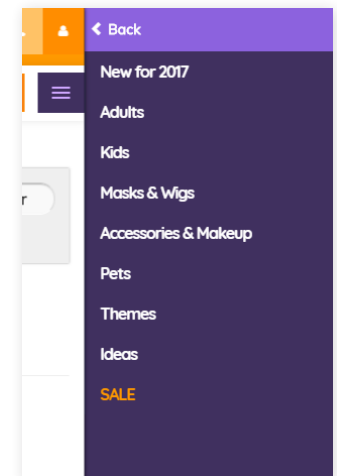 Back
New for 2017
Adults
Kids
Masks & Wigs
Accessories & Makeup
Pets
Themes
Ideas
SALE
r